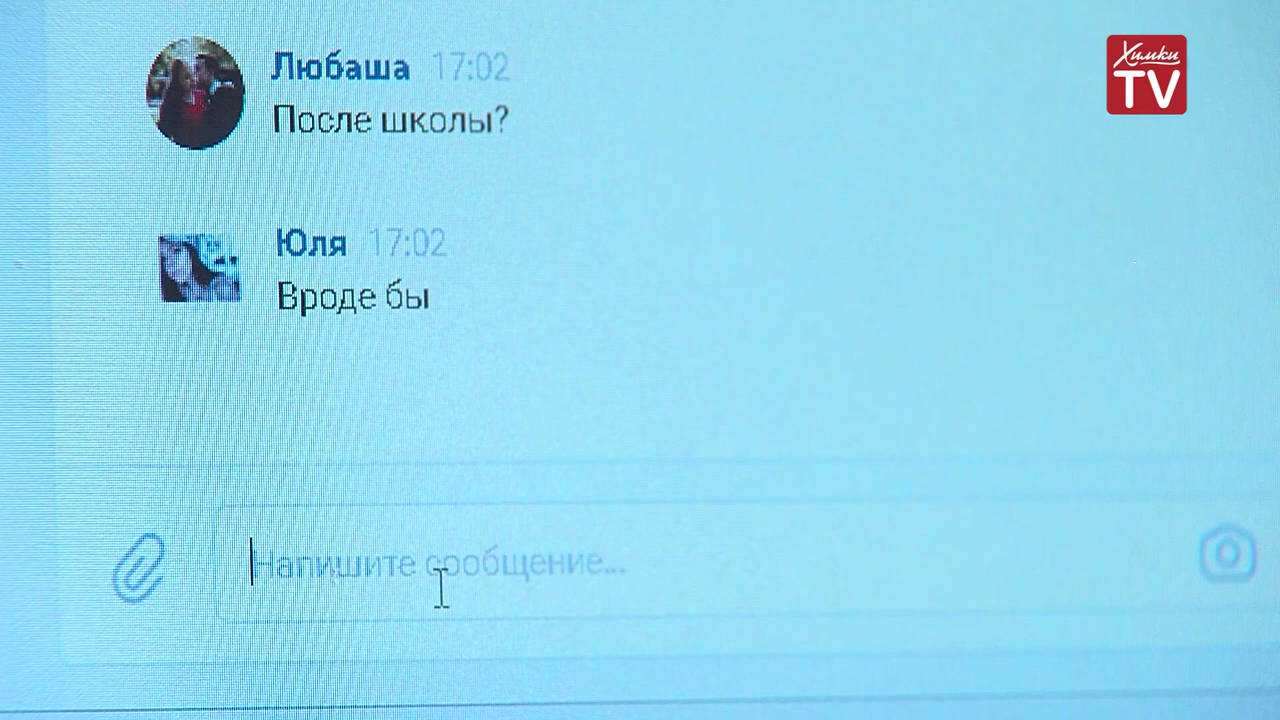 Любаша 17:02
После школы?
Юля 17:02
Вроде бы
Напишите сообщение...
Химки
TV